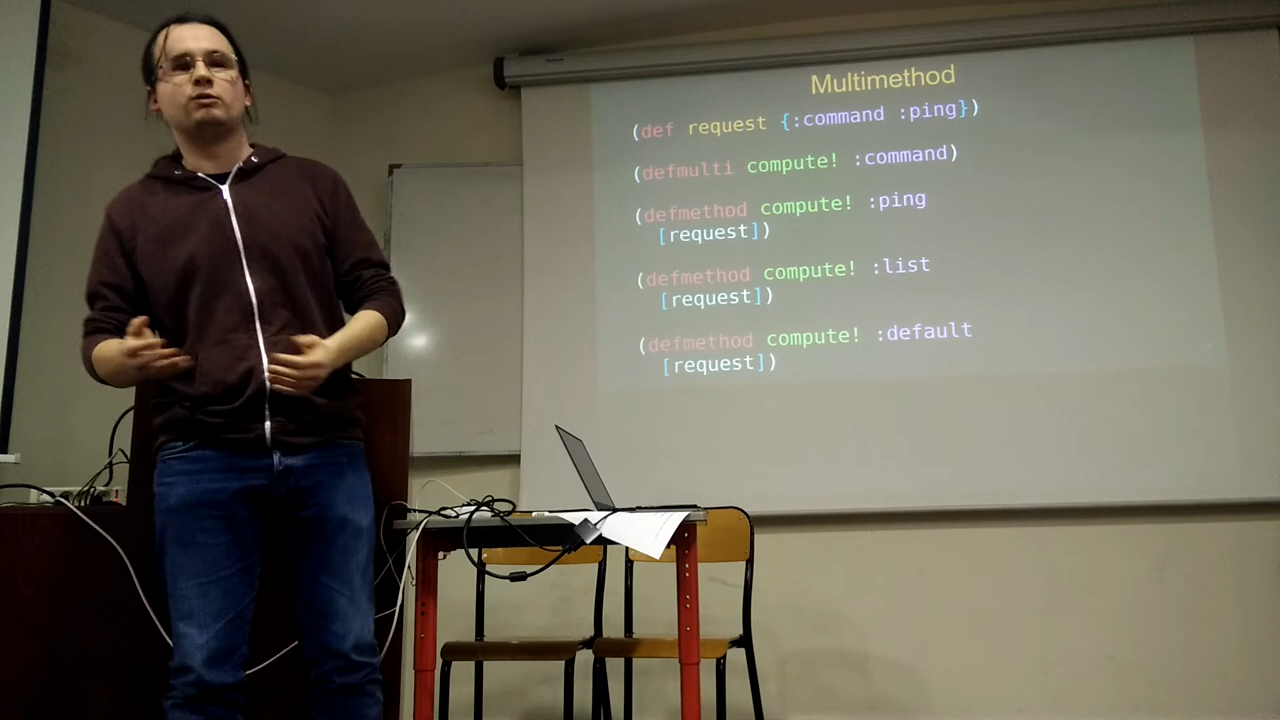 Multimethod
(def request {:command :ping})
(defmulti compute! :command)
(defmethod compute! :ping
[request])
(defmethod compute! :list
[request])
(defmethod compute! :default
[request])